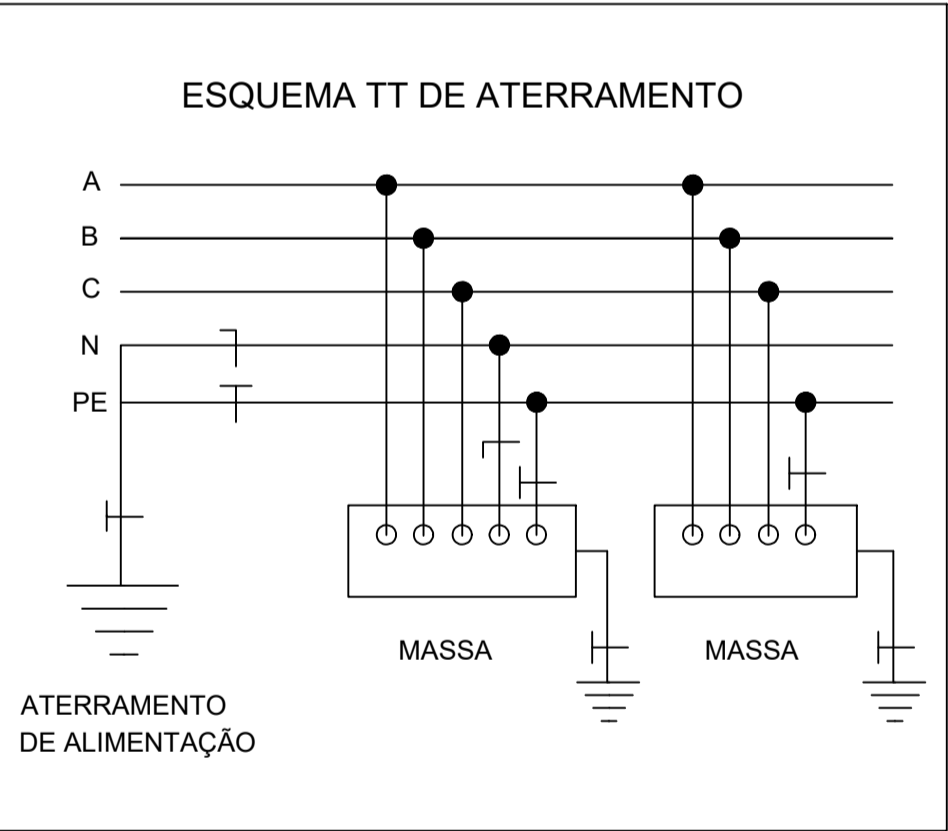 ESQUEMA TT DE ATERRAMENTO
A
B
C
N
PE
MASSA MASSA
ATERRAMENTO
DE ALIMENTAÇÃO